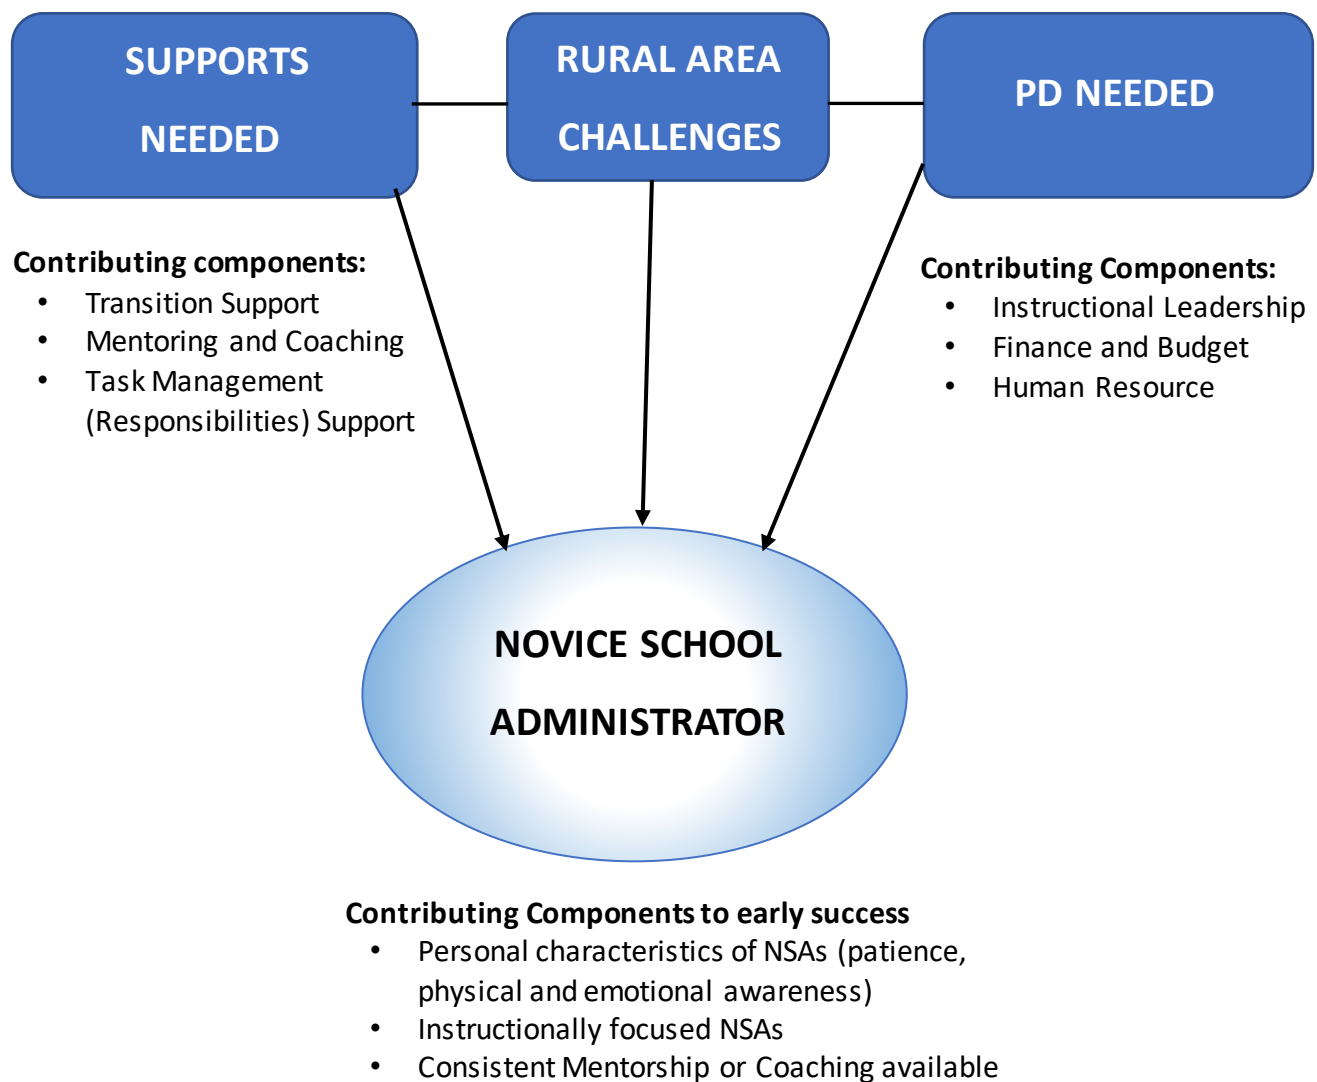 SUPPORTS
NEEDED
RURAL AREA
CHALLENGES
PD NEEDED
Contributing components:
• Transition Support
• Mentoring and Coaching
• Task Management
(Responsibilities) Support
Contributing Components:
• Instructional Leadership
• Finance and Budget
• Human Resource
NOVICE SCHOOL
ADMINISTRATOR
Contributing Components to early success
• Personal characteristics of NSAs (patience,
physical and emotional awareness)
• Instructionally focused NSAs
• Consistent Mentorship or Coaching available